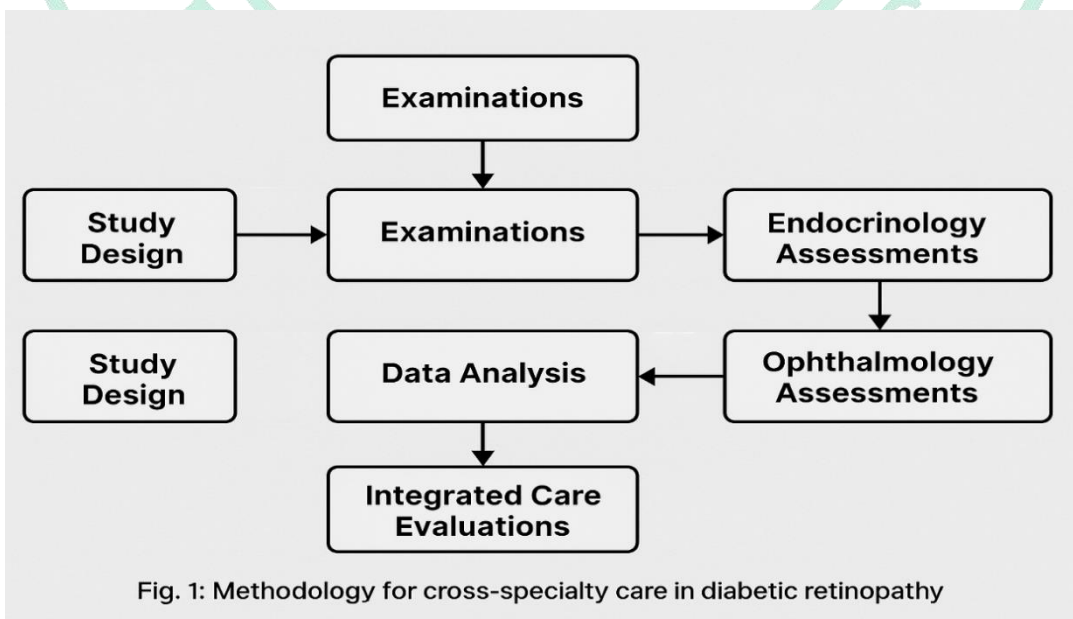 Examinations
Study
Design
Examinations
Endocrinology
Assessments
Study
Design
Data Analysis
Ophthalmology
Assessments
Integrated Care
Evaluations
Fig. 1: Methodology for cross-specialty care in diabetic retinopathy